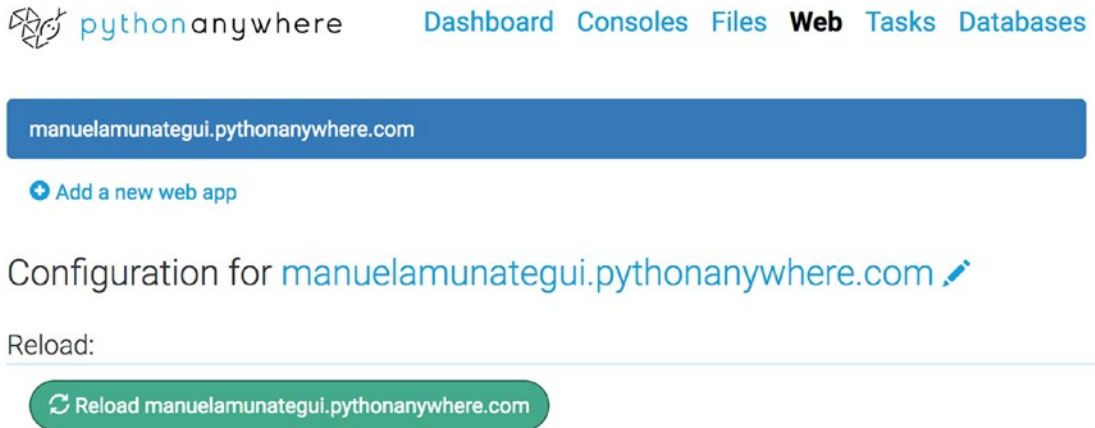 pythonanywhere Dashboard Consoles Files Web Tasks Databases
manuelamunategui.pythonanywhere.com
Add a new web app
Configuration for manuelamunategui.pythonanywhere.com
Reload:
Reload manuelamunategui.pythonanywhere.com